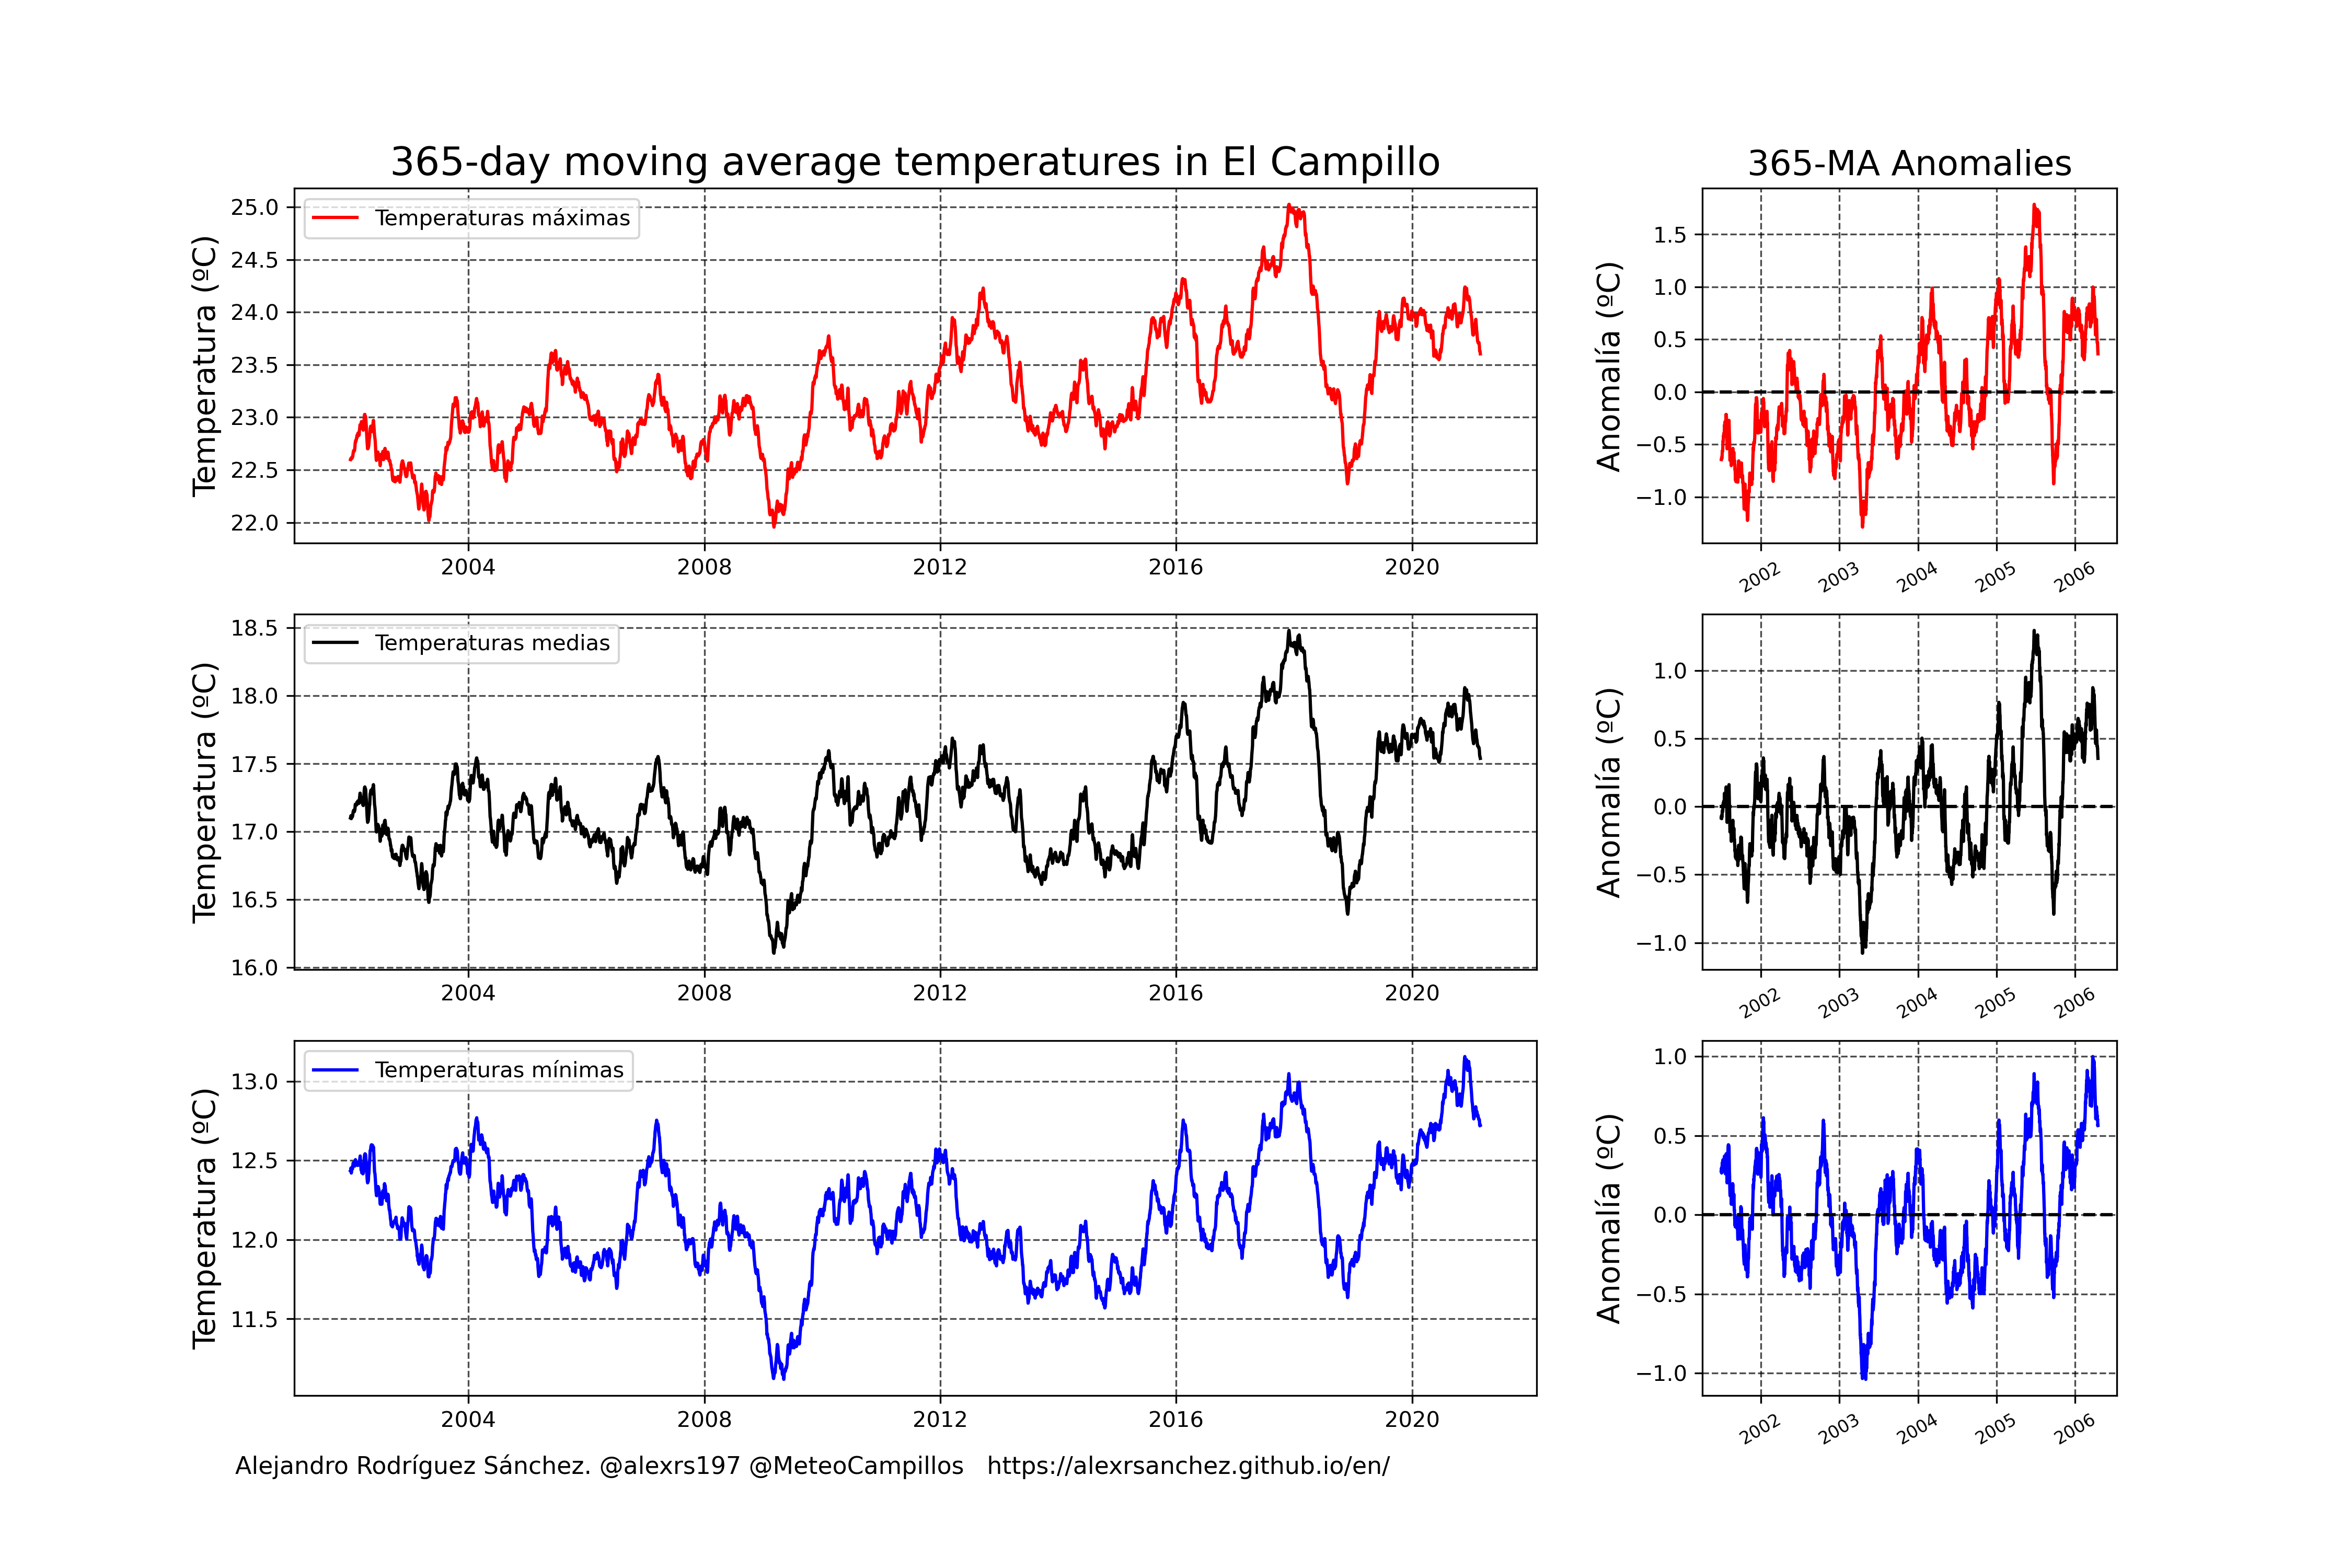 365-day moving average temperatures in El Campillo
365-MA Anomalies
Temperatura (ºC)
25.0
24.5
24.0
23.5
23.0
22.5
22.0
Temperaturas máximas
2004 2008 2012 2016 2020
Anomalía (ºC)
1.5
1.0
0.5
0.0
−0.5
−1.0
2002 2003 2004 2005 2006
Temperatura (ºC)
18.5
18.0
17.5
17.0
16.5
16.0
Temperaturas medias
2004 2008 2012 2016 2020
Anomalía (ºC)
1.0
0.5
0.0
−0.5
−1.0
2002 2003 2004 2005 2006
Temperatura (ºC)
13.0
12.5
12.0
11.5
Temperaturas mínimas
2004 2008 2012 2016 2020
Anomalía (ºC)
1.0
0.5
0.0
−0.5
−1.0
2002 2003 2004 2005 2006
Alejandro Rodríguez Sánchez. @alexrs197 @MeteoCampillos https://alexrsanchez.github.io/en/